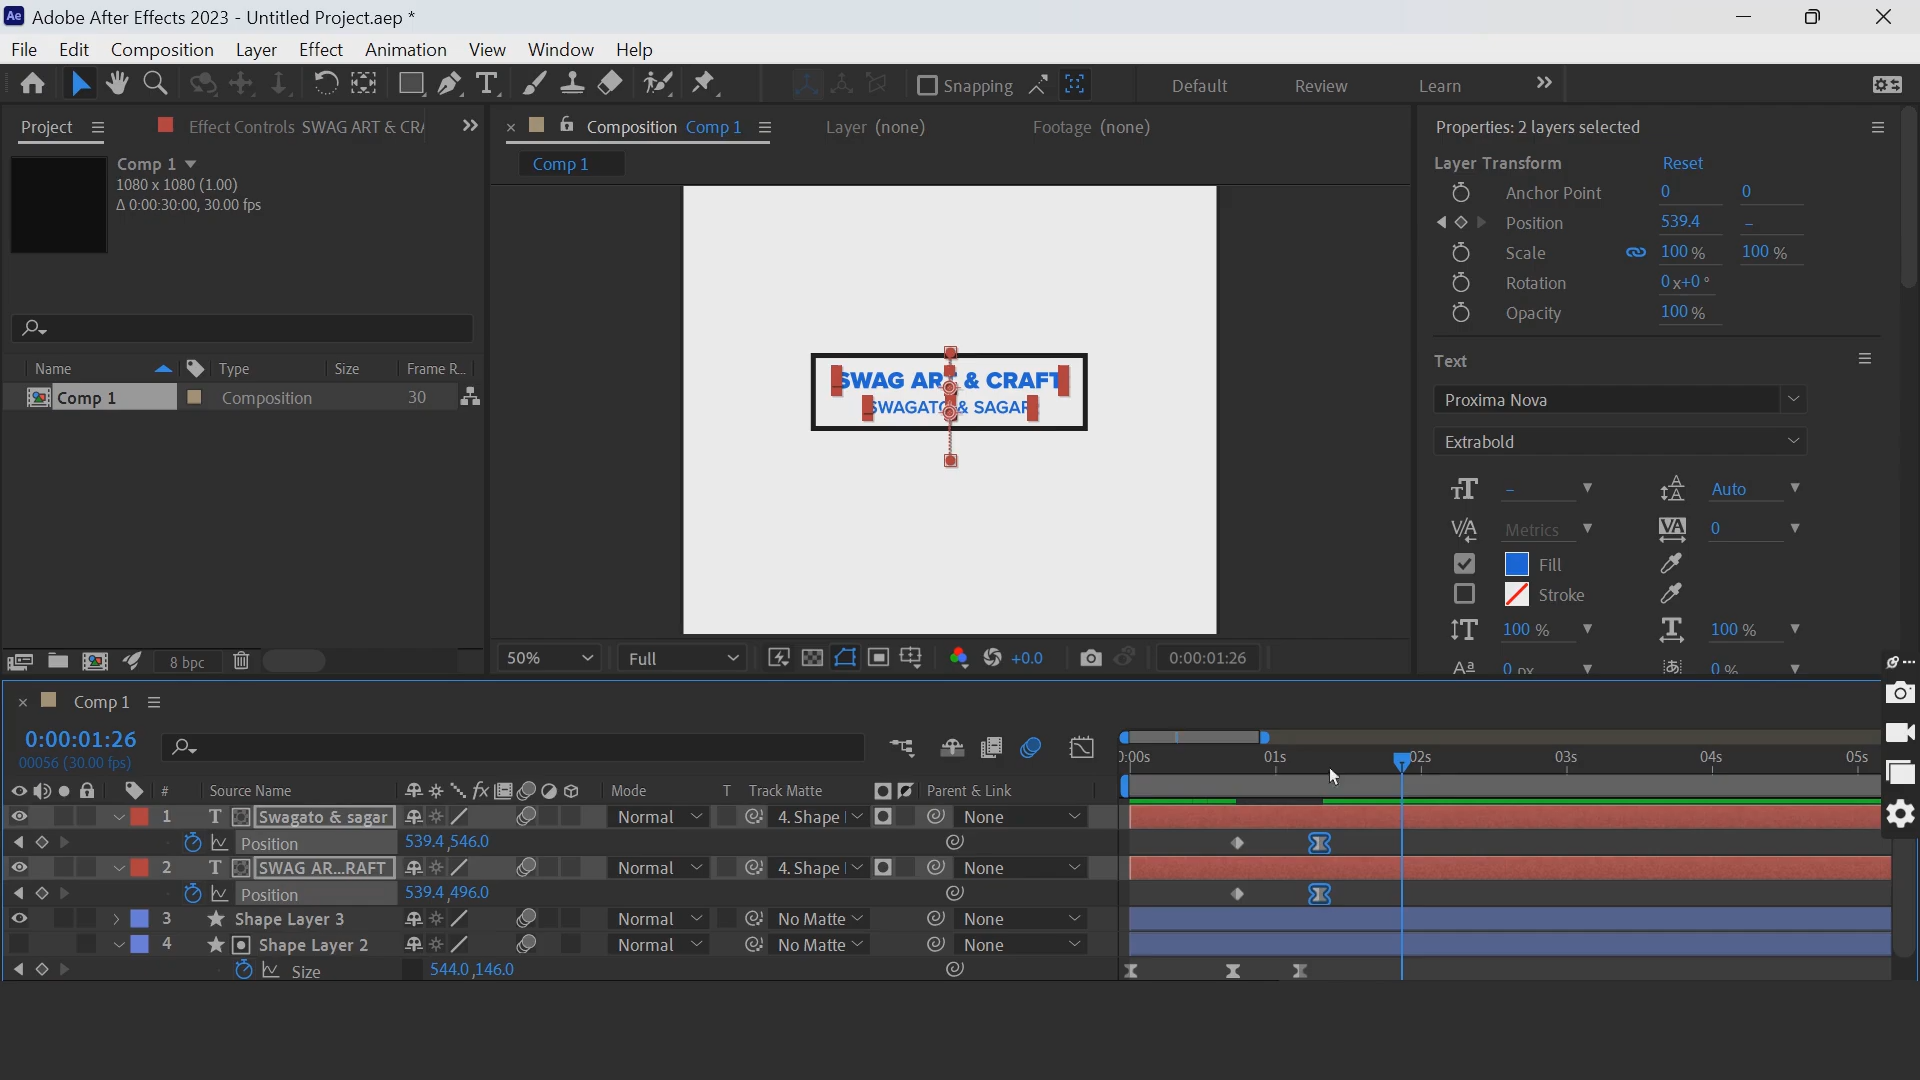 Adobe After Effects 2023 - Untitled Project.aep *
File Edit Composition Layer Effect Animation View Window Help
Snapping Default Review Learn
Project Effect Controls SWAG ART & CRA
Composition Comp 1 Layer (none) Footage (none)
Properties: 2 layers selected
Comp 1
1080 x 1080 (1.00)
Δ 0:00:30:00, 30.00 fps
Comp 1
Layer Transform Reset
Anchor Point 0 0
Position 539.4 –
Scale 100 % 100 %
Rotation 0 x+0 °
Opacity 100 %
Name Type Size Frame R...
Comp 1 Composition 30
SWAG ART & CRAFT
SWAGATO & SAGAR
Text
Proxima Nova
Extrabold
– Auto
Metrics 0
Fill
Stroke
100 % 100 %
0 px 0 %
8 bpc
50% Full +0.0 0:00:01:26
Comp 1
0:00:01:26
00056 (30.00 fps)
):00s 01s 02s 03s 04s 05s
# Source Name Mode T Track Matte Parent & Link
1 T Swagato & sagar Normal 4. Shape None
Position 539.4,546.0
2 T SWAG AR...RAFT Normal 4. Shape None
Position 539.4,496.0
3 Shape Layer 3 Normal No Matte None
4 Shape Layer 2 Normal No Matte None
Size 544.0,146.0